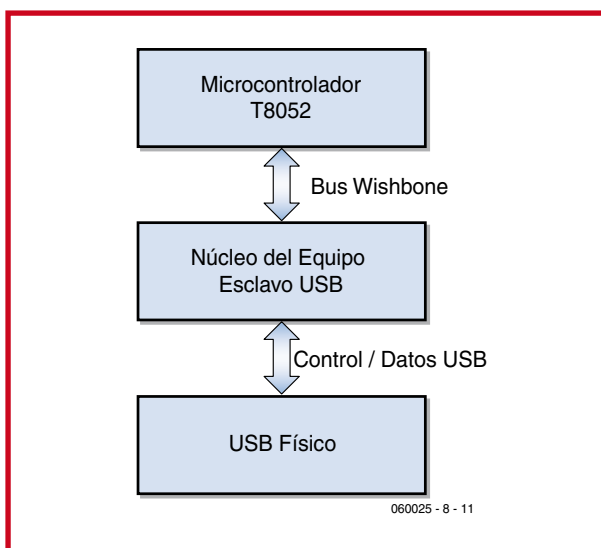 Microcontrolador
T8052
Bus Wishbone
Núcleo del Equipo
Esclavo USB
Control / Datos USB
USB Físico
060025 - 8 - 11